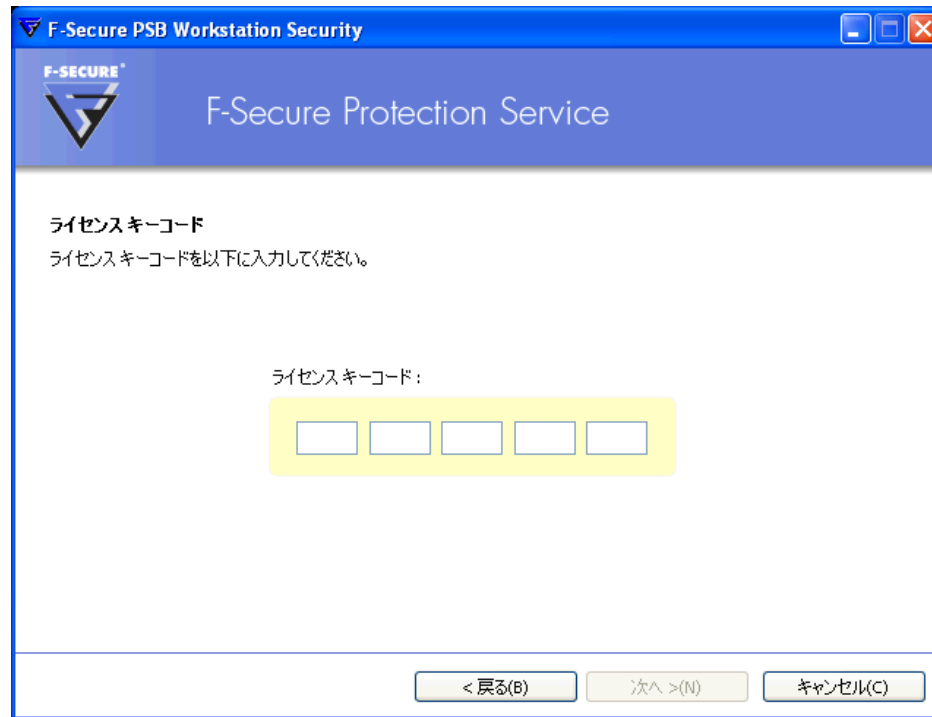 F-Secure PSB Workstation Security
F-SECURE®
F-Secure Protection Service
ライセンス キーコード
ライセンス キーコードを以下に入力してください。
ライセンス キーコード :
< 戻る(B)
次へ >(N)
キャンセル(C)